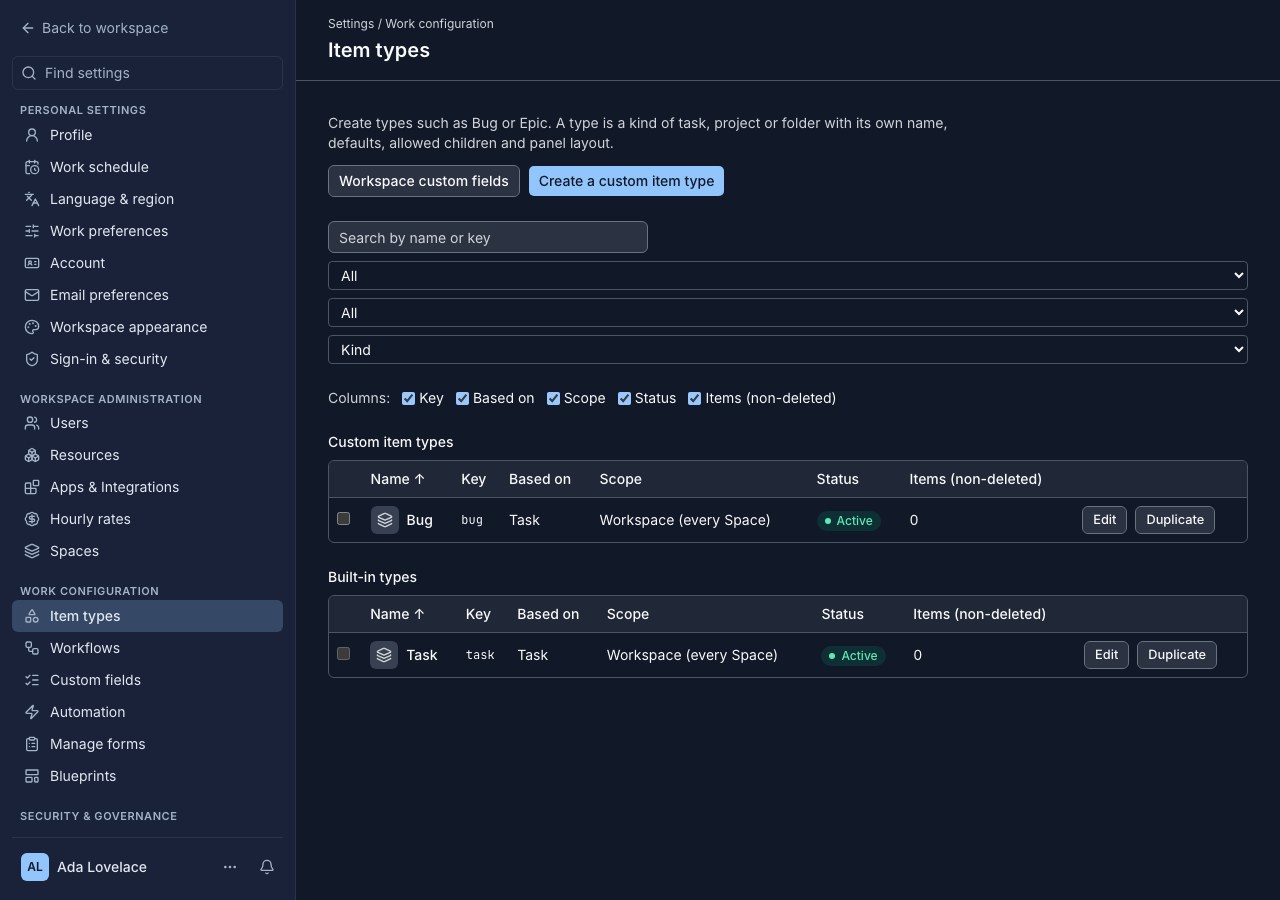 Back to workspace
Find settings
PERSONAL SETTINGS
Profile
Work schedule
Language & region
Work preferences
Account
Email preferences
Workspace appearance
Sign-in & security
WORKSPACE ADMINISTRATION
Users
Resources
Apps & Integrations
Hourly rates
Spaces
WORK CONFIGURATION
Item types
Workflows
Custom fields
Automation
Manage forms
Blueprints
SECURITY & GOVERNANCE
AL Ada Lovelace
Settings / Work configuration
Item types
Create types such as Bug or Epic. A type is a kind of task, project or folder with its own name,
defaults, allowed children and panel layout.
Workspace custom fields Create a custom item type
Search by name or key
All
All
Kind
Columns: Key Based on Scope Status Items (non-deleted)
Custom item types
Name ↑ Key Based on Scope Status Items (non-deleted)
Bug bug Task Workspace (every Space) Active 0 Edit Duplicate
Built-in types
Name ↑ Key Based on Scope Status Items (non-deleted)
Task task Task Workspace (every Space) Active 0 Edit Duplicate